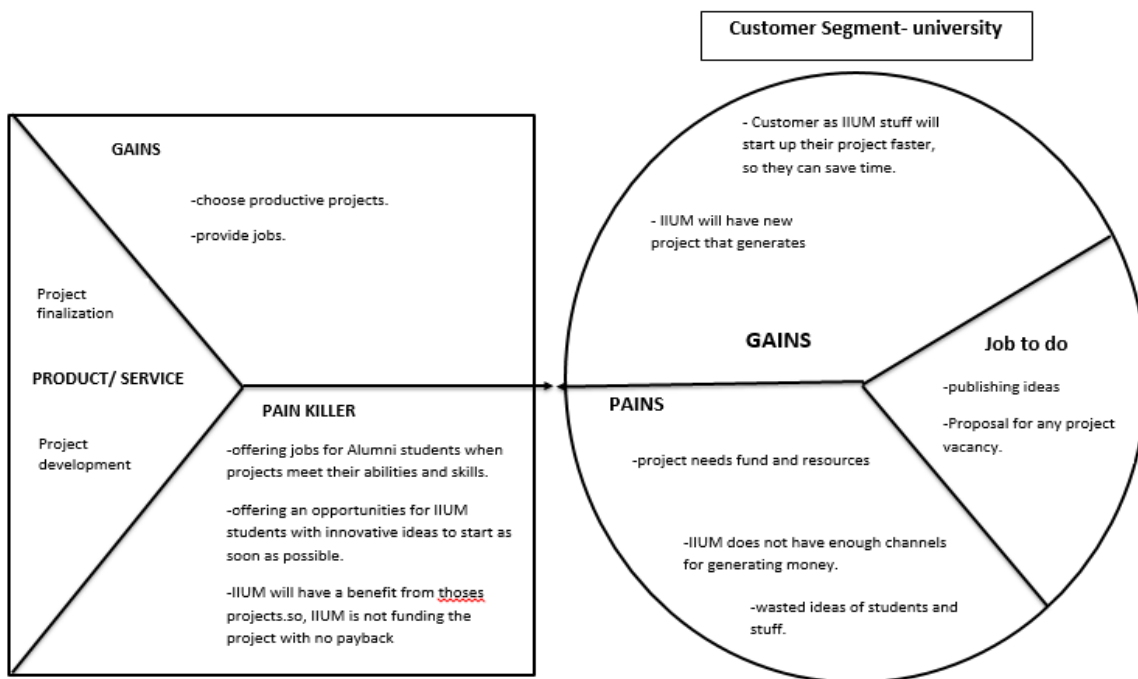 Customer Segment- university
GAINS
-choose productive projects.
-provide jobs.
Project
finalization
PRODUCT/ SERVICE
Project
development
PAIN KILLER
-offering jobs for Alumni students when
projects meet their abilities and skills.
-offering an opportunities for IIUM
students with innovative ideas to start as
soon as possible.
-IIUM will have a benefit from thoses
projects.so, IIUM is not funding the
project with no payback
- Customer as IIUM stuff will
start up their project faster,
so they can save time.
- IIUM will have new
project that generates
GAINS
Job to do
-publishing ideas
-Proposal for any project
vacancy.
PAINS
-project needs fund and resources
-IIUM does not have enough channels
for generating money.
-wasted ideas of students and
stuff.